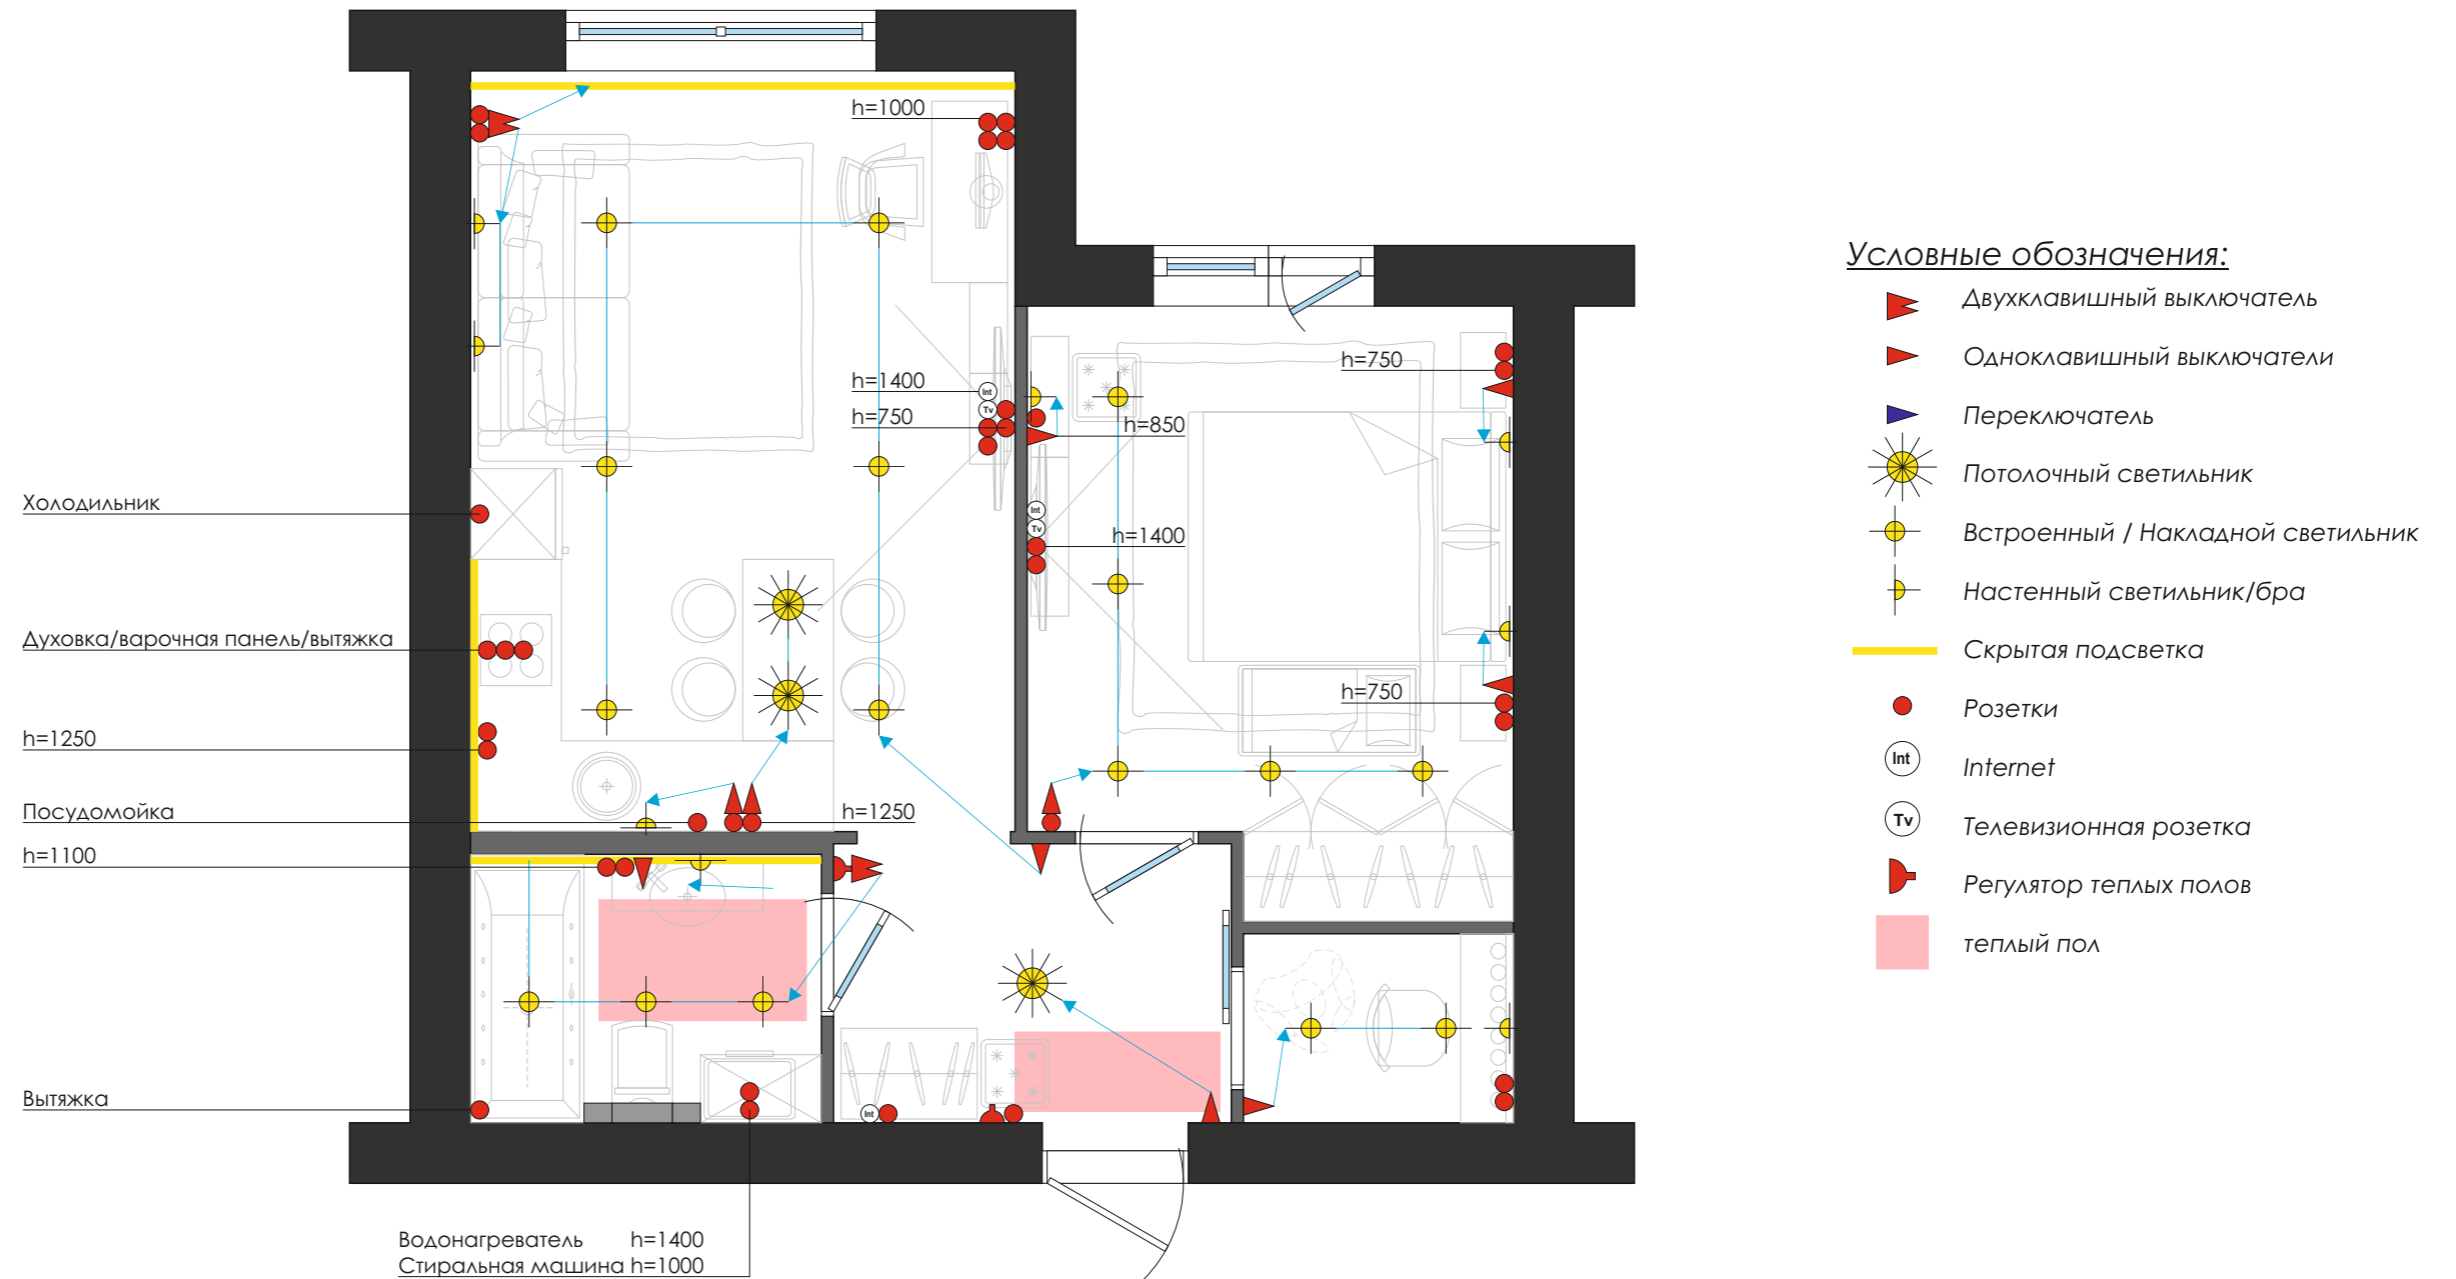 h=1000
h=1400
Int
Tv
h=750
h=850
Int
Tv
h=1400
h=750
h=750
Холодильник
Духовка/варочная панель/вытяжка
h=1250
Посудомойка
h=1250
h=1100
Вытяжка
Int
Водонагреватель h=1400
Стиральная машина h=1000
Условные обозначения:
Двухклавишный выключатель
Одноклавишный выключатели
Переключатель
Потолочный светильник
Встроенный / Накладной светильник
Настенный светильник/бра
Скрытая подсветка
Розетки
Int Internet
Tv Телевизионная розетка
Регулятор теплых полов
теплый пол